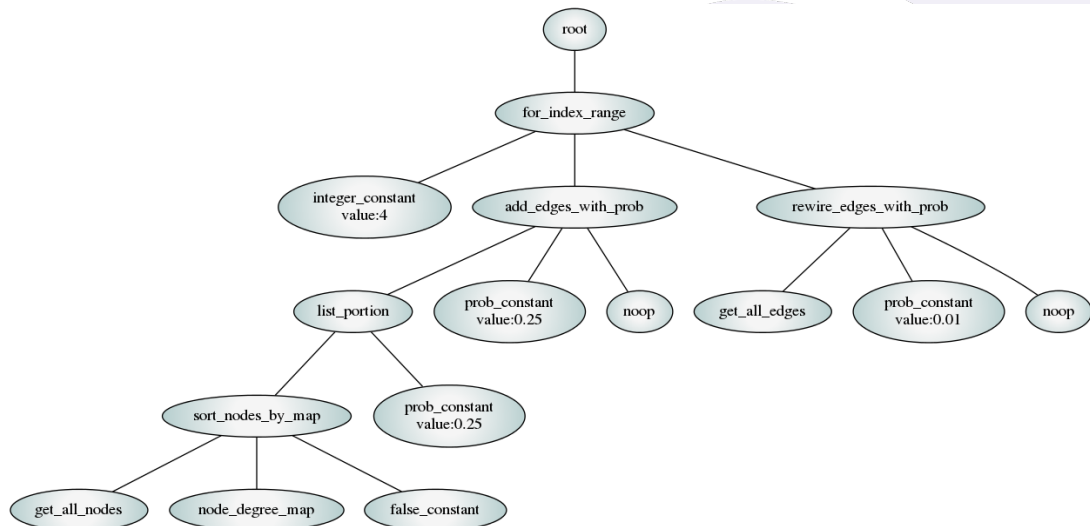 root
for_index_range
integer_constant
value:4
add_edges_with_prob
rewire_edges_with_prob
list_portion
prob_constant
value:0.25
noop
get_all_edges
prob_constant
value:0.01
noop
sort_nodes_by_map
prob_constant
value:0.25
get_all_nodes
node_degree_map
false_constant